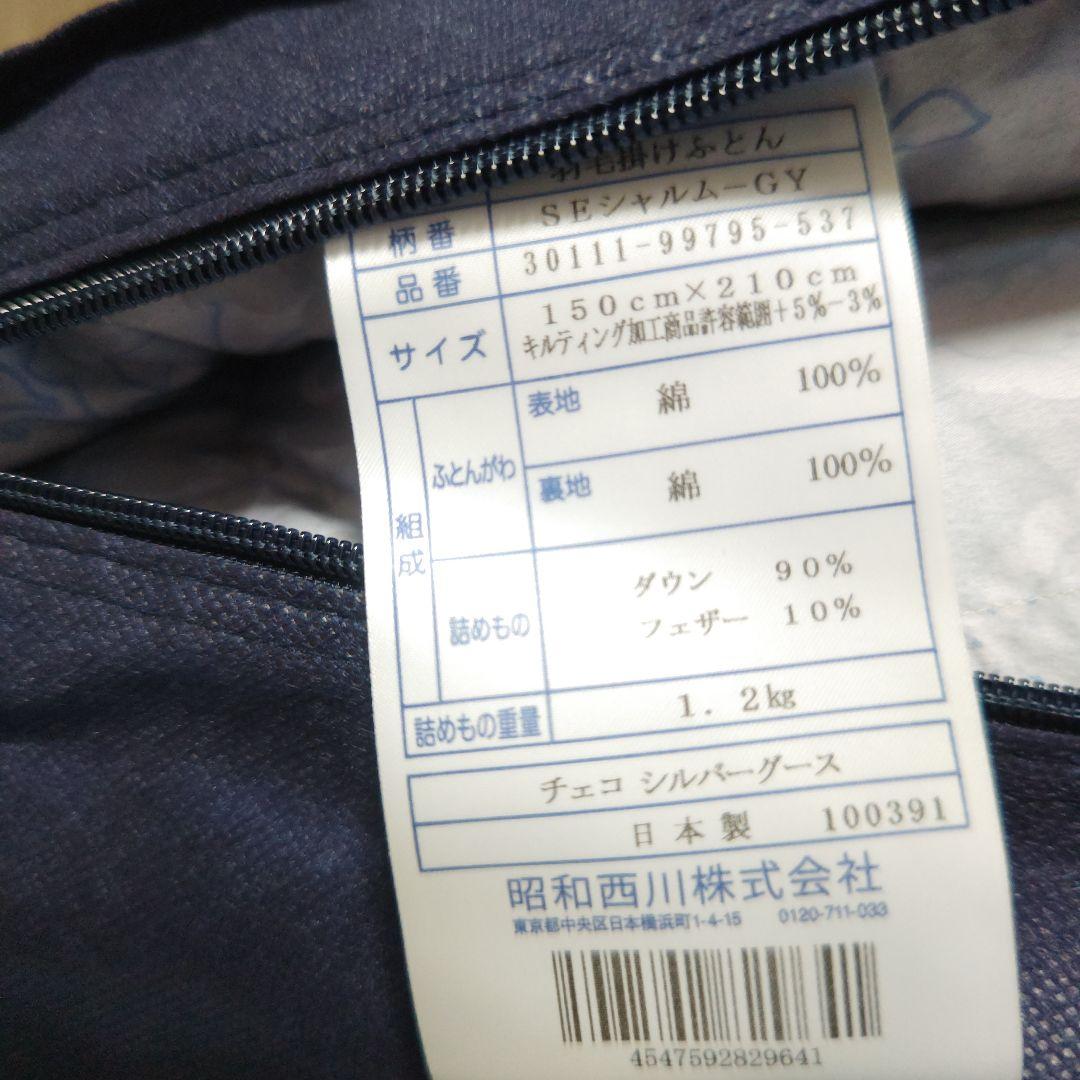 羽毛掛けふとん
柄番 SEシャルム-GY
品番 30111-99795-537
サイズ 150cm×210cm
キルティング加工商品許容範囲+5%-3%
組成 ふとんがわ 表地 綿 100%
裏地 綿 100%
詰めもの ダウン 90%
フェザー 10%
詰めもの重量 1.2kg
チェコ シルバーグース
日本製 100391
昭和西川株式会社
東京都中央区日本橋浜町1-4-15 0120-711-033
4547592829641